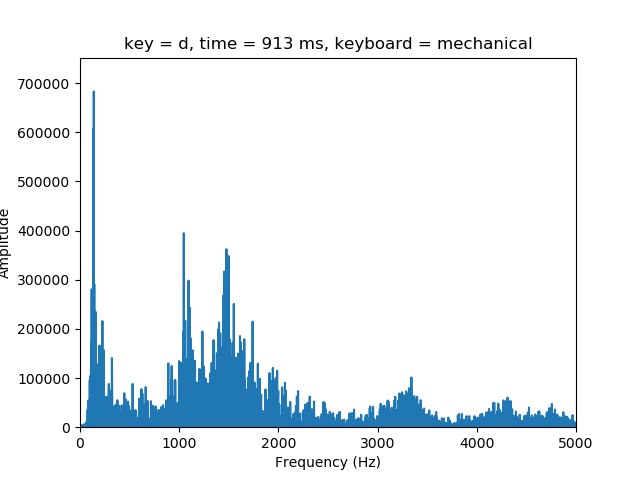 key = d, time = 913 ms, keyboard = mechanical
700000
600000
500000
400000
300000
200000
100000
0
Amplitude
0 1000 2000 3000 4000 5000
Frequency (Hz)